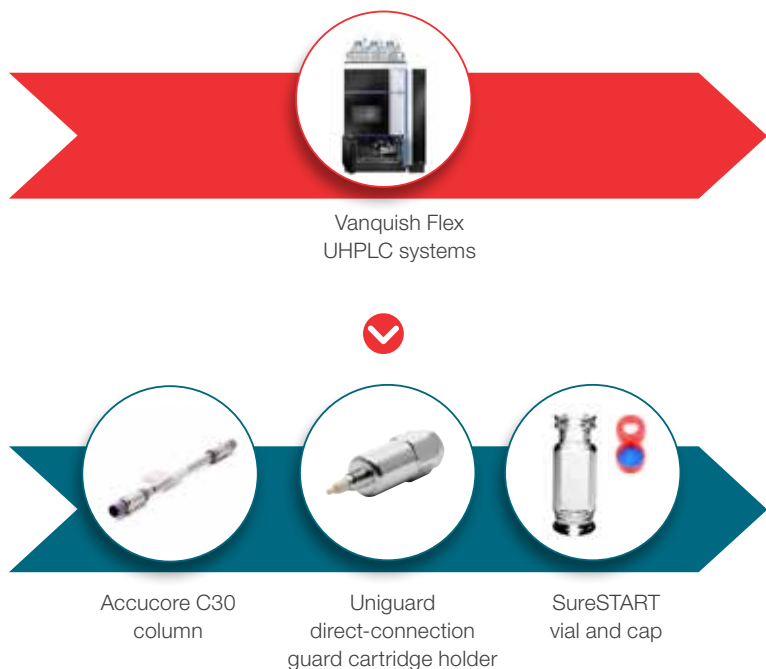 Vanquish Flex
UHPLC systems
Accucore C30
column
Uniguard
direct-connection
guard cartridge holder
SureSTART
vial and cap